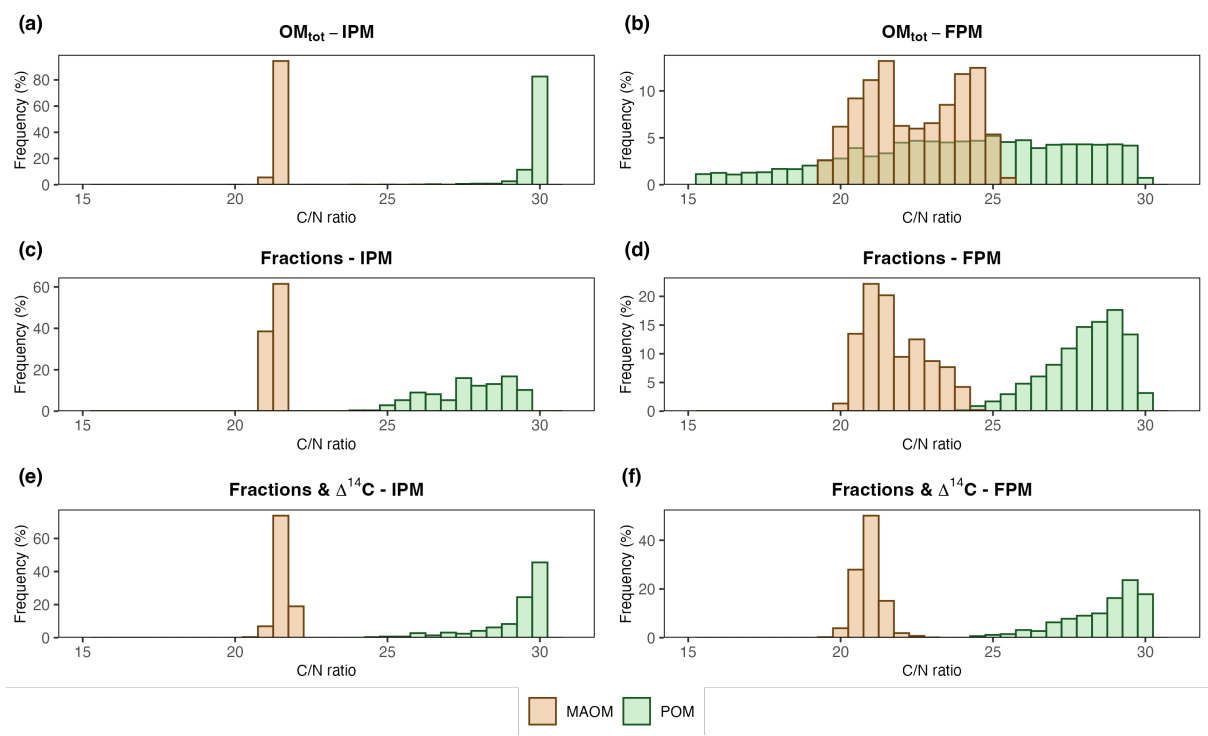 (a)
OMtot – IPM
Frequency (%)
80
60
40
20
0
15 20 25 30
C/N ratio
(b)
OMtot – FPM
Frequency (%)
10
5
0
15 20 25 30
C/N ratio
(c)
Fractions - IPM
Frequency (%)
60
40
20
0
15 20 25 30
C/N ratio
(d)
Fractions - FPM
Frequency (%)
20
15
10
5
0
15 20 25 30
C/N ratio
(e)
Fractions & Δ14C - IPM
Frequency (%)
60
40
20
0
15 20 25 30
C/N ratio
(f)
Fractions & Δ14C - FPM
Frequency (%)
40
20
0
15 20 25 30
C/N ratio
MAOM POM